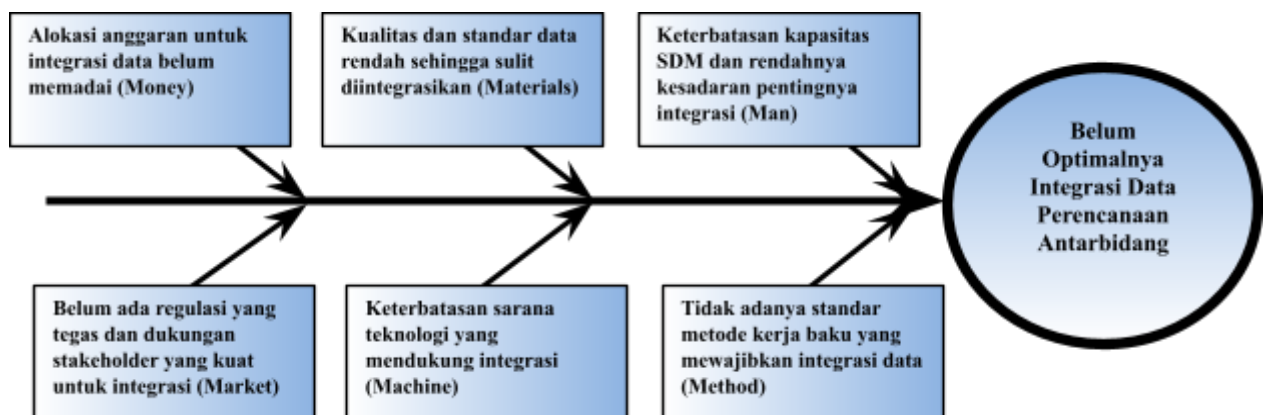 Alokasi anggaran untuk
integrasi data belum
memadai (Money)
Kualitas dan standar data
rendah sehingga sulit
diintegrasikan (Materials)
Keterbatasan kapasitas
SDM dan rendahnya
kesadaran pentingnya
integrasi (Man)
Belum
Optimalnya
Integrasi Data
Perencanaan
Antarbidang
Belum ada regulasi yang
tegas dan dukungan
stakeholder yang kuat
untuk integrasi (Market)
Keterbatasan sarana
teknologi yang
mendukung integrasi
(Machine)
Tidak adanya standar
metode kerja baku yang
mewajibkan integrasi data
(Method)